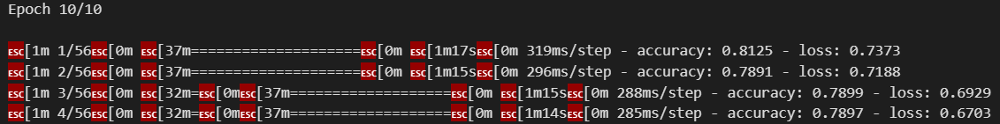 Epoch 10/10
ESC[1m 1/56ESC[0m ESC[37m====================ESC[0m ESC[1m17sESC[0m 319ms/step - accuracy: 0.8125 - loss: 0.7373
ESC[1m 2/56ESC[0m ESC[37m====================ESC[0m ESC[1m15sESC[0m 296ms/step - accuracy: 0.7891 - loss: 0.7188
ESC[1m 3/56ESC[0m ESC[32m=ESC[0mESC[37m===================ESC[0m ESC[1m15sESC[0m 288ms/step - accuracy: 0.7899 - loss: 0.6929
ESC[1m 4/56ESC[0m ESC[32m=ESC[0mESC[37m===================ESC[0m ESC[1m14sESC[0m 285ms/step - accuracy: 0.7897 - loss: 0.6703